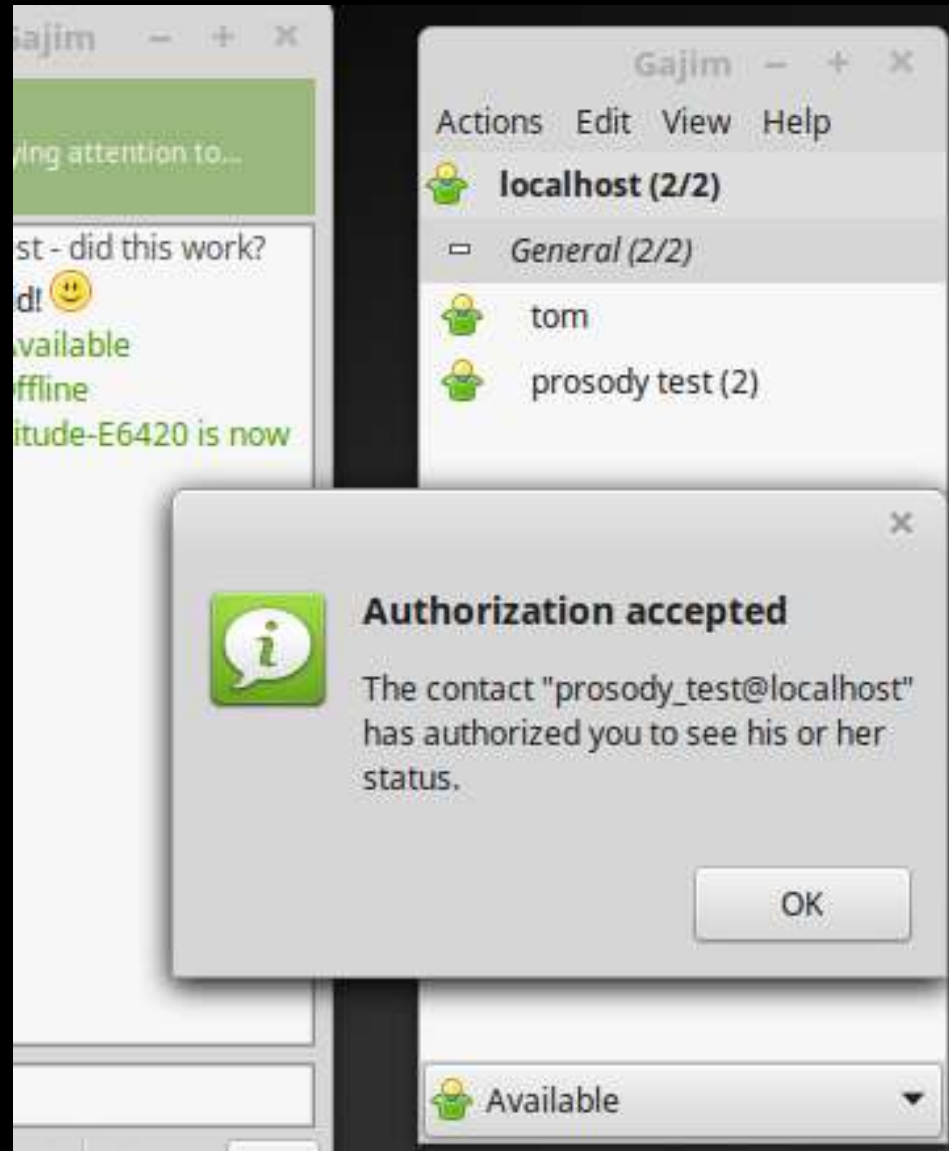 Gajim
ying attention to...
st - did this work?
d!
Available
ffline
itude-E6420 is now
Gajim
Actions Edit View Help
localhost (2/2)
General (2/2)
tom
prosody test (2)
Authorization accepted
The contact "prosody_test@localhost"
has authorized you to see his or her
status.
OK
Available